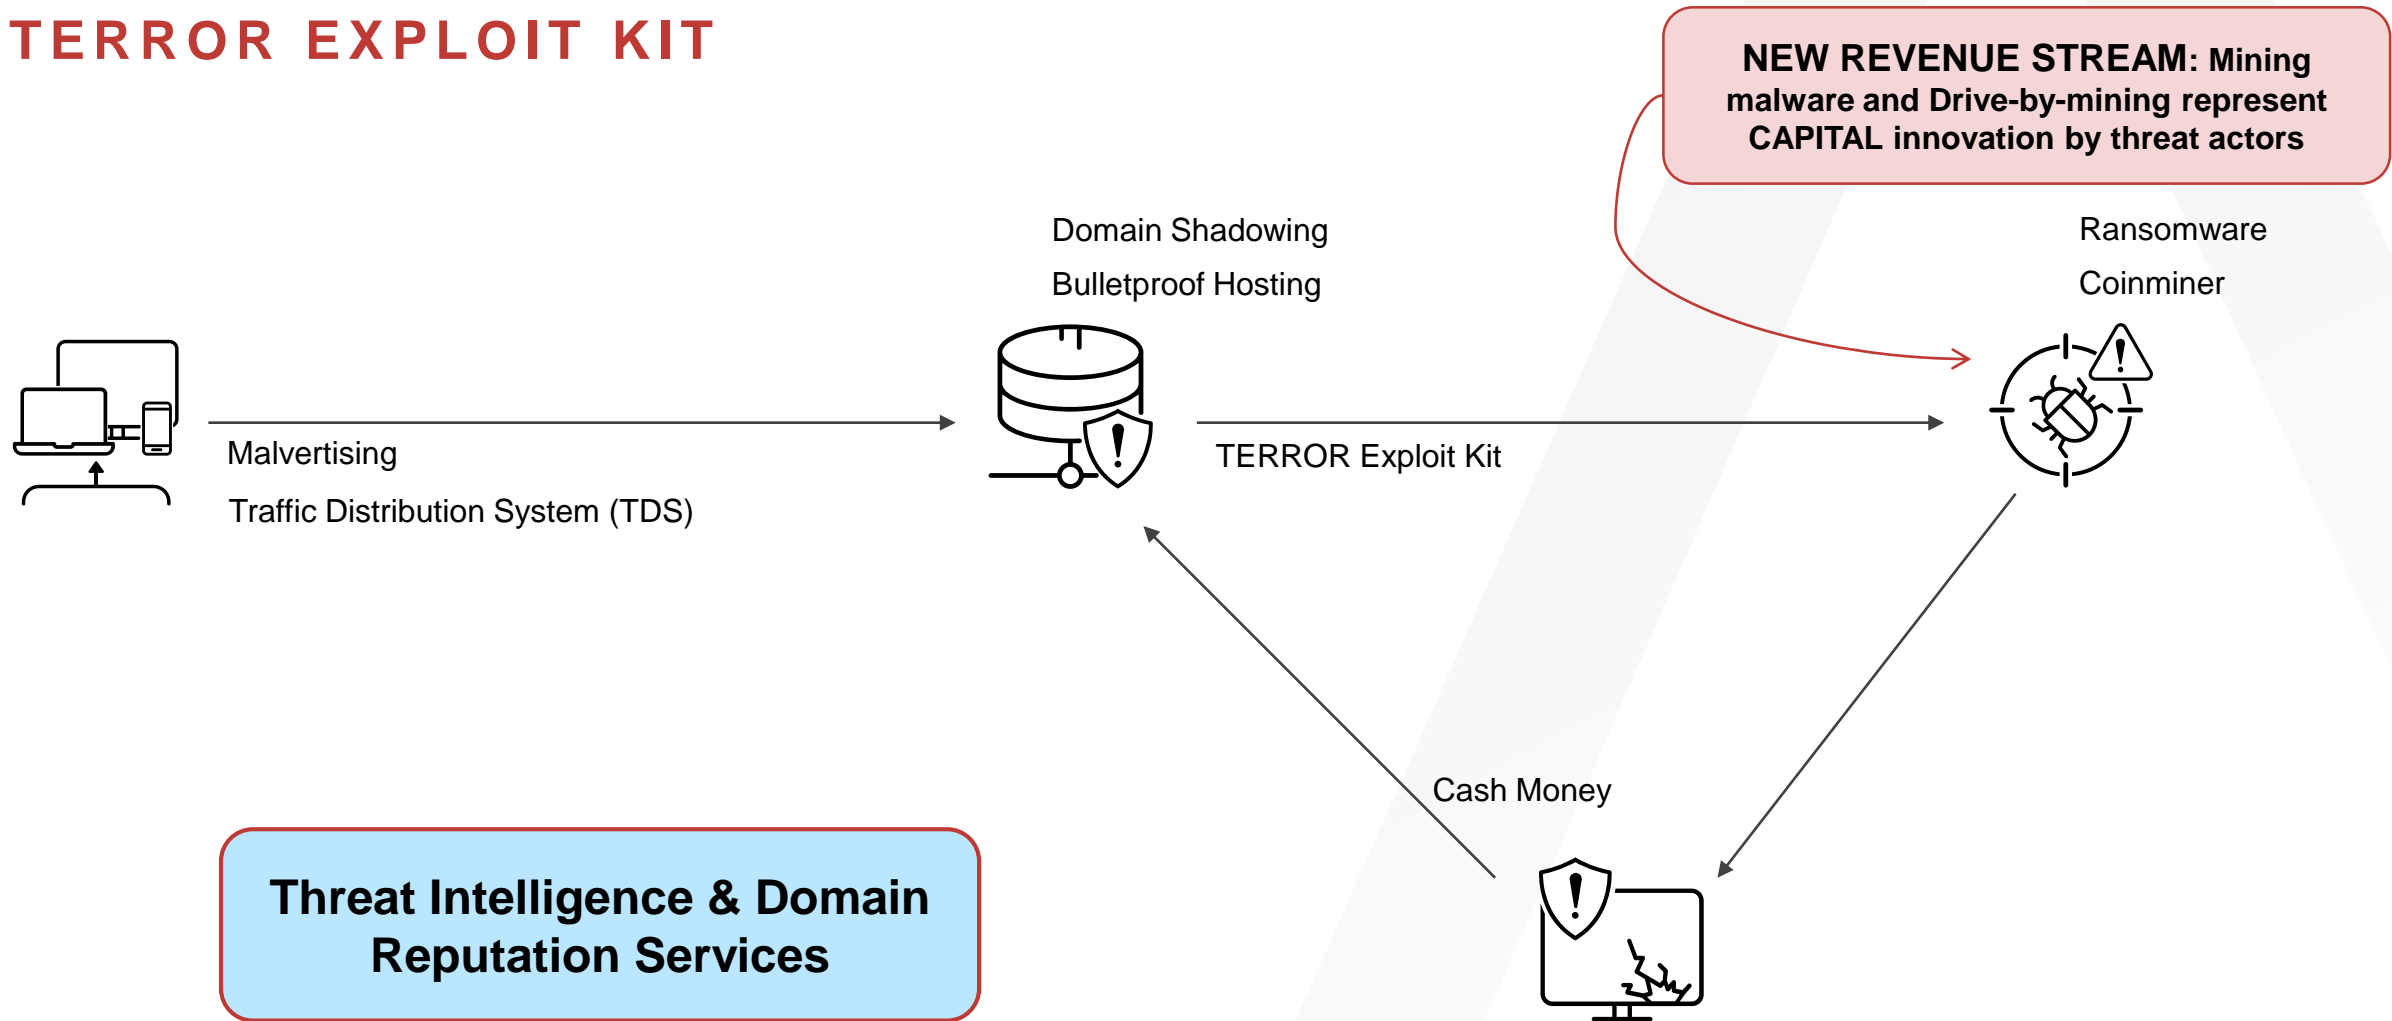 TERROR EXPLOIT KIT
NEW REVENUE STREAM: Mining
malware and Drive-by-mining represent
CAPITAL innovation by threat actors
Domain Shadowing
Bulletproof Hosting
Ransomware
Coinminer
Malvertising
Traffic Distribution System (TDS)
TERROR Exploit Kit
Cash Money
Threat Intelligence & Domain
Reputation Services